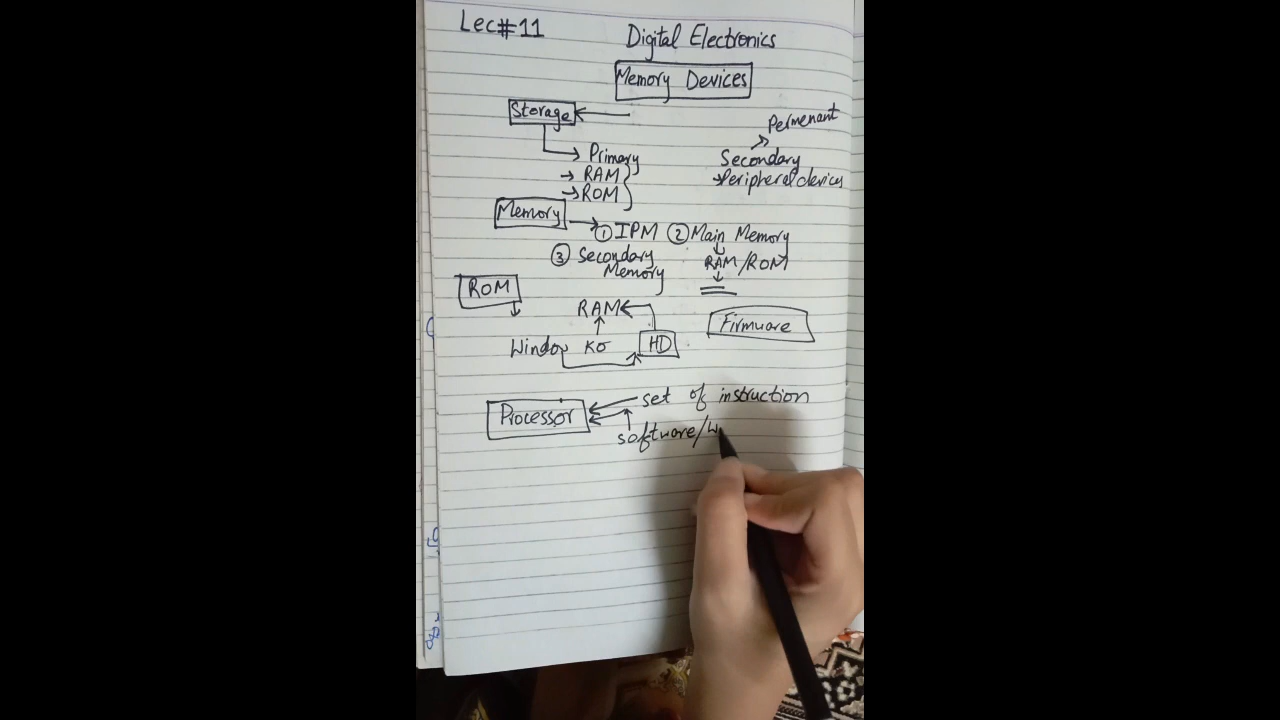 Lec#11
Digital Electronics
Memory Devices
Storage
Permenant
Primary
Secondary
→ RAM
→ Peripheral devices
→ ROM
Memory
① IPM ② Main Memory
③ Secondary
Memory
RAM/ROM
ROM
RAM
Firmware
Window KO HD
Processor
set of instruction
software/w